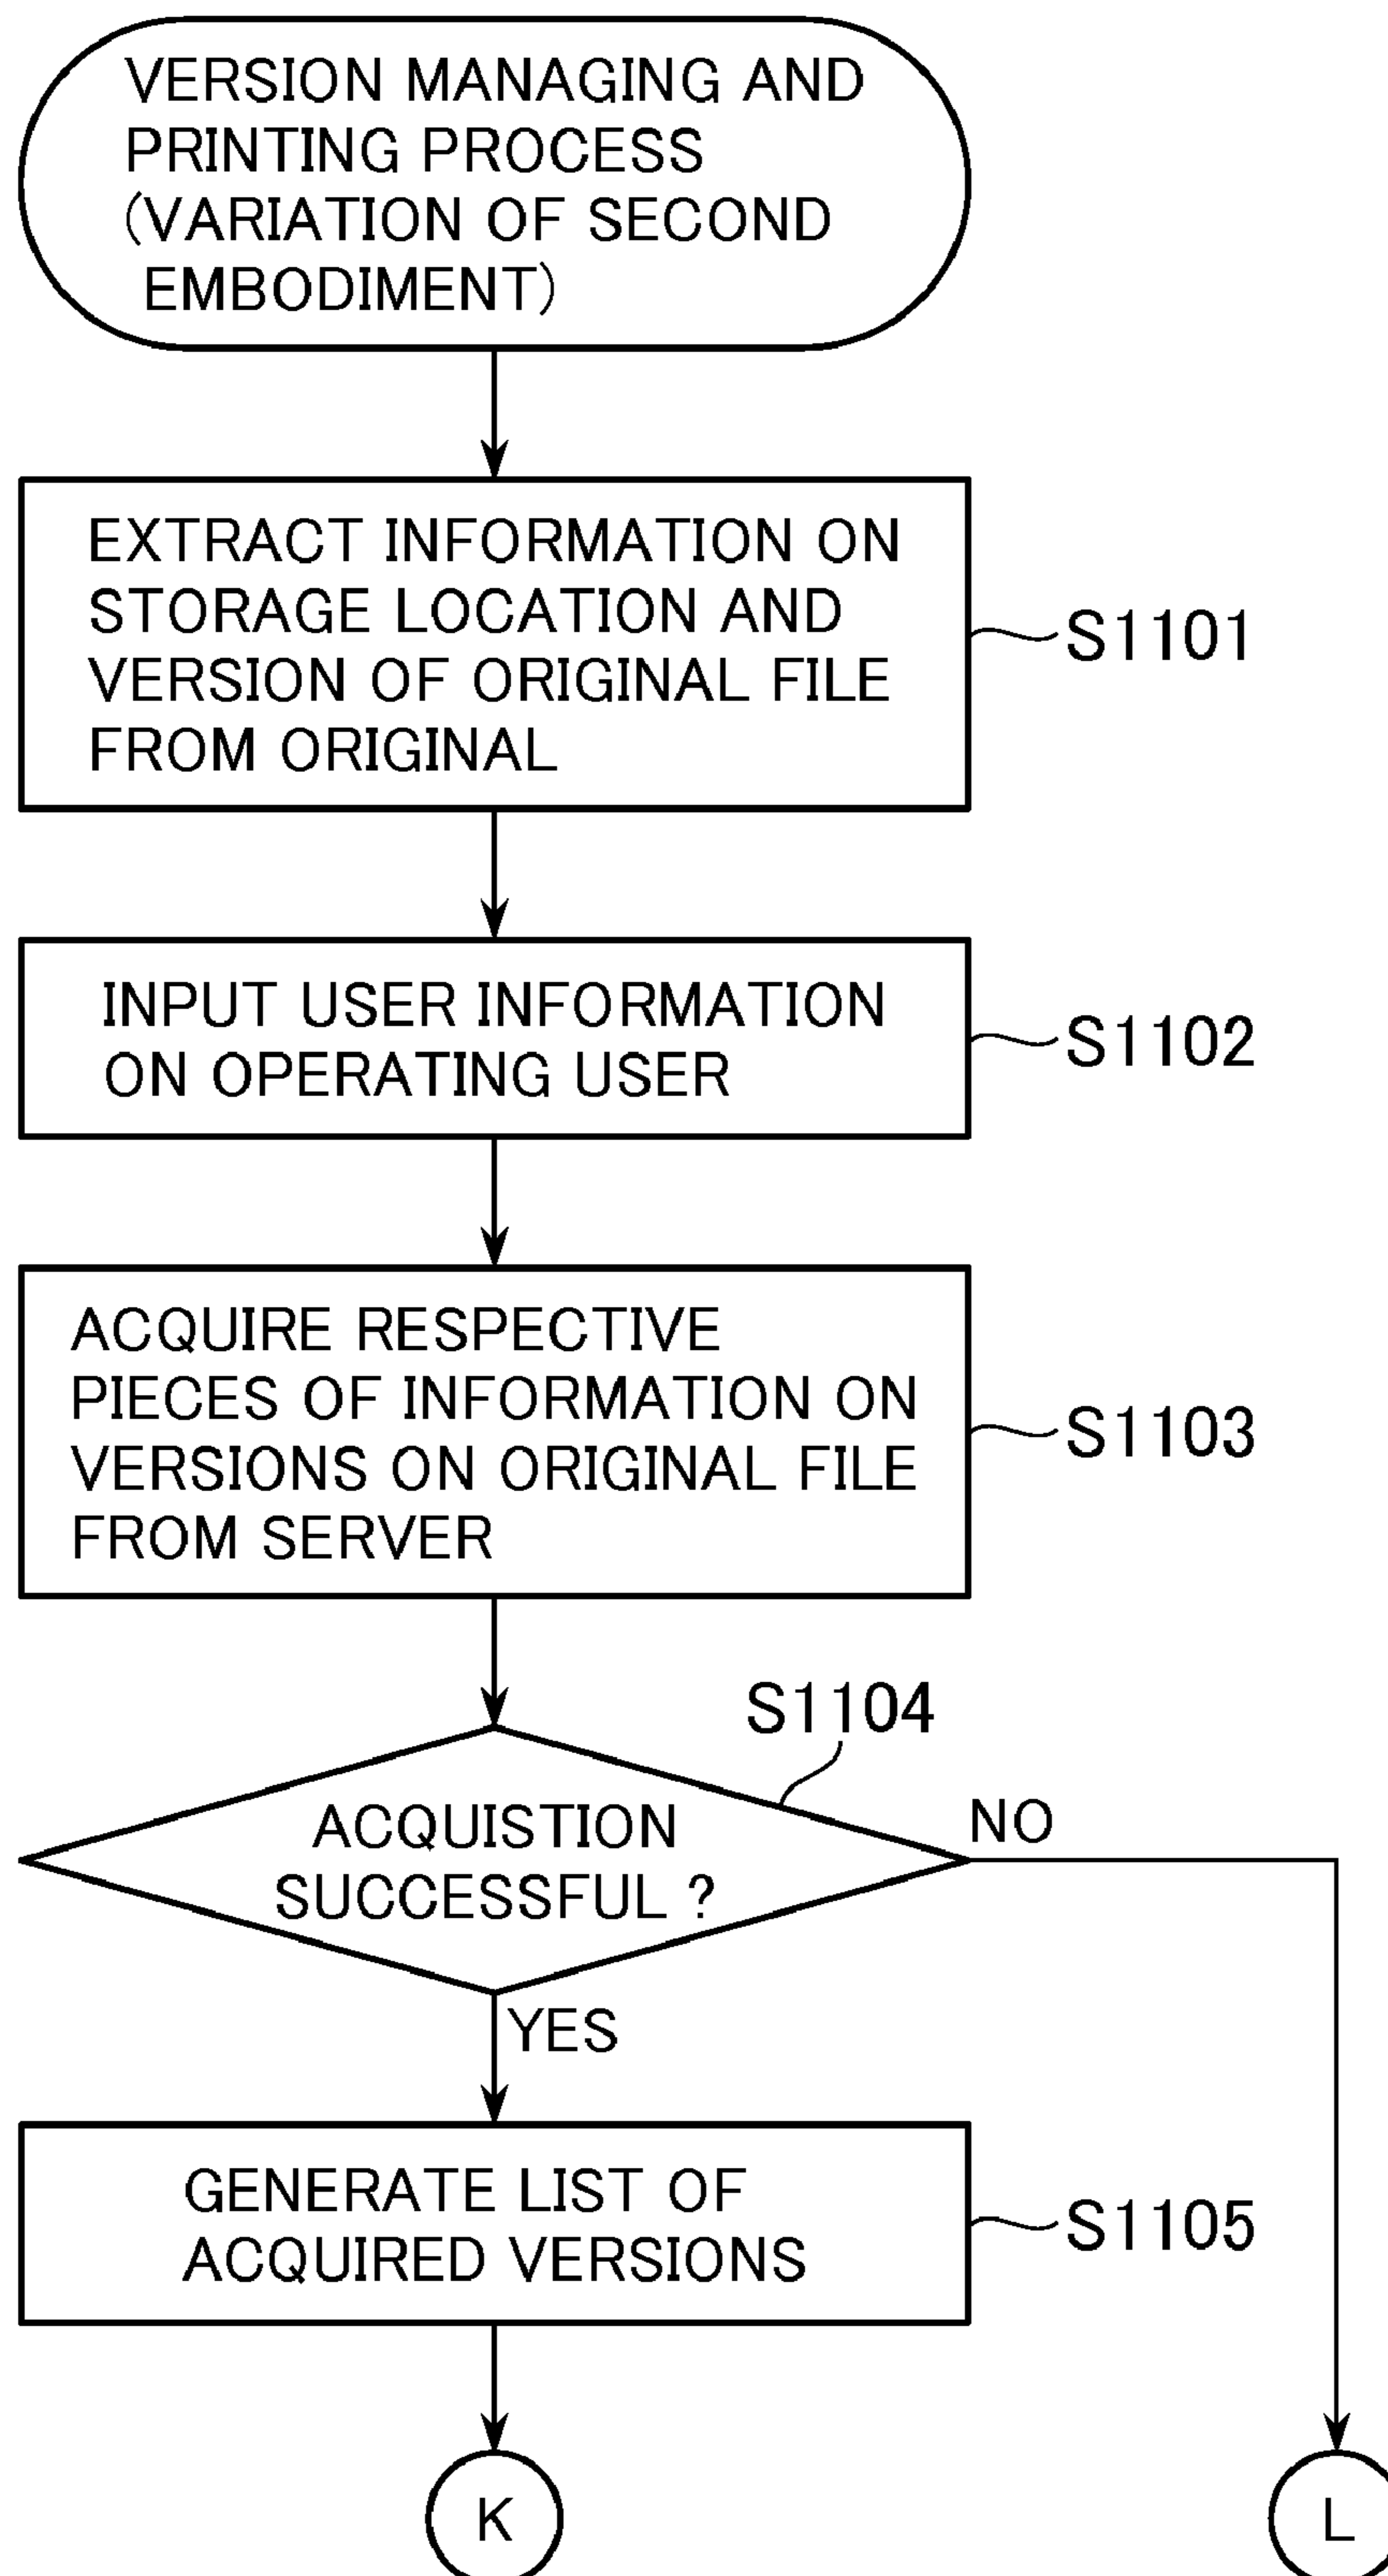 VERSION MANAGING AND
PRINTING PROCESS
(VARIATION OF SECOND
EMBODIMENT)
EXTRACT INFORMATION ON
STORAGE LOCATION AND
VERSION OF ORIGINAL FILE
FROM ORIGINAL
S1101
INPUT USER INFORMATION
ON OPERATING USER
S1102
ACQUIRE RESPECTIVE
PIECES OF INFORMATION ON
VERSIONS ON ORIGINAL FILE
FROM SERVER
S1103
S1104
ACQUISTION
SUCCESSFUL ?
NO
YES
GENERATE LIST OF
ACQUIRED VERSIONS
S1105
K
L